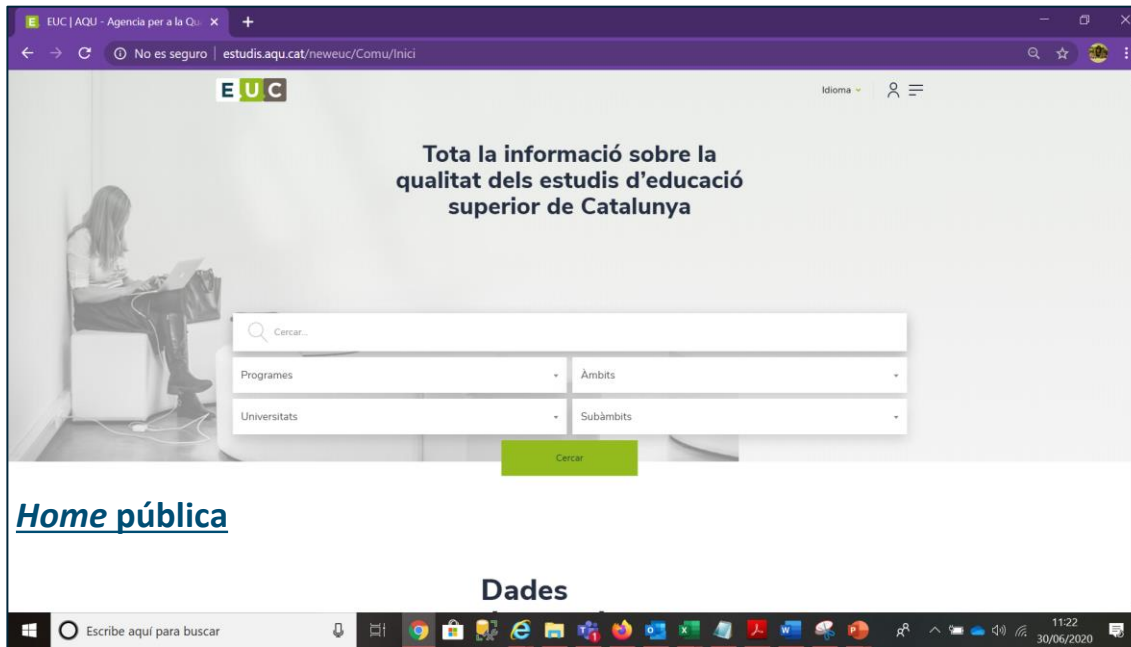 E EUC | AQU - Agencia per a la Qu
No es seguro | estudis.aqu.cat/neweuc/Comu/Inici
E.U.C
Idioma
Tota la informació sobre la
qualitat dels estudis d'educació
superior de Catalunya
Cercar...
Programes
Àmbits
Universitats
Subàmbits
Cercar
Home pública
Dades
Escribe aquí para buscar
11:22
30/06/2020